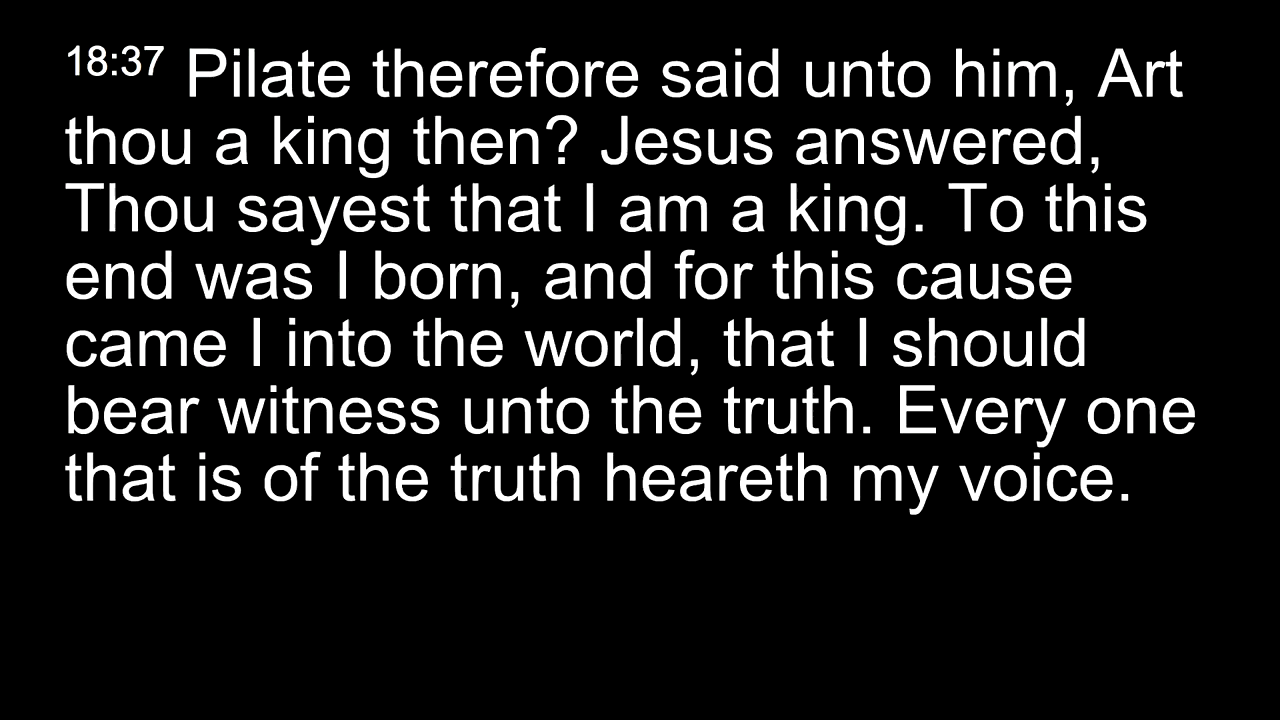 18:37 Pilate therefore said unto him, Art
thou a king then? Jesus answered,
Thou sayest that I am a king. To this
end was I born, and for this cause
came I into the world, that I should
bear witness unto the truth. Every one
that is of the truth heareth my voice.